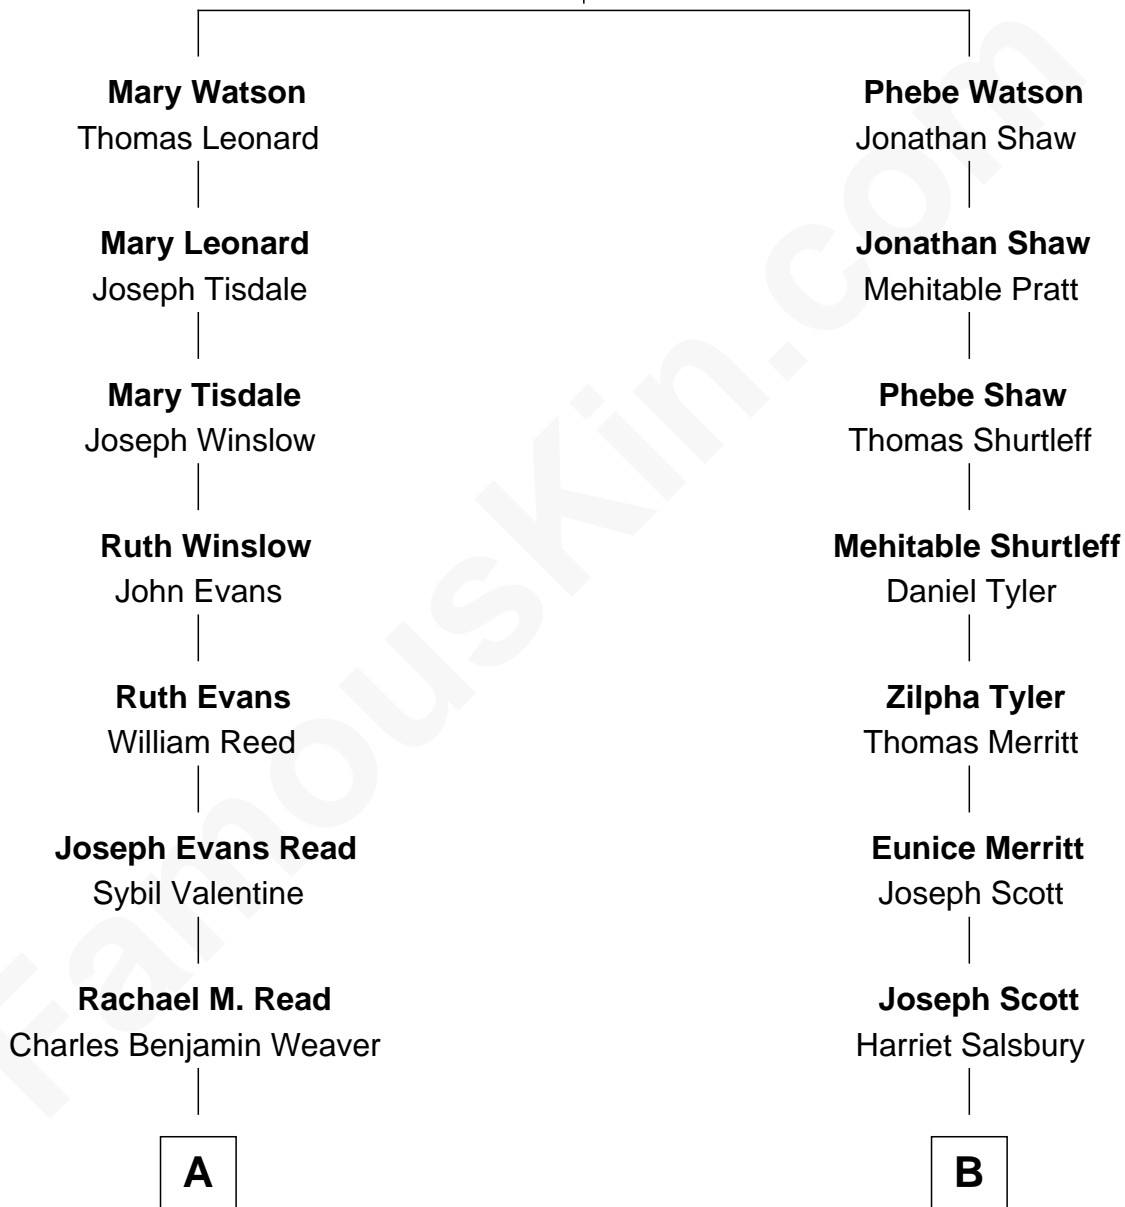 Mary Watson
Thomas Leonard
Mary Leonard
Joseph Tisdale
Mary Tisdale
Joseph Winslow
Ruth Winslow
John Evans
Ruth Evans
William Reed
Joseph Evans Read
Sybil Valentine
Rachael M. Read
Charles Benjamin Weaver
A
Phebe Watson
Jonathan Shaw
Jonathan Shaw
Mehitable Pratt
Phebe Shaw
Thomas Shurtleff
Mehitable Shurtleff
Daniel Tyler
Zilpha Tyler
Thomas Merritt
Eunice Merritt
Joseph Scott
Joseph Scott
Harriet Salsbury
B
FamousKin.com